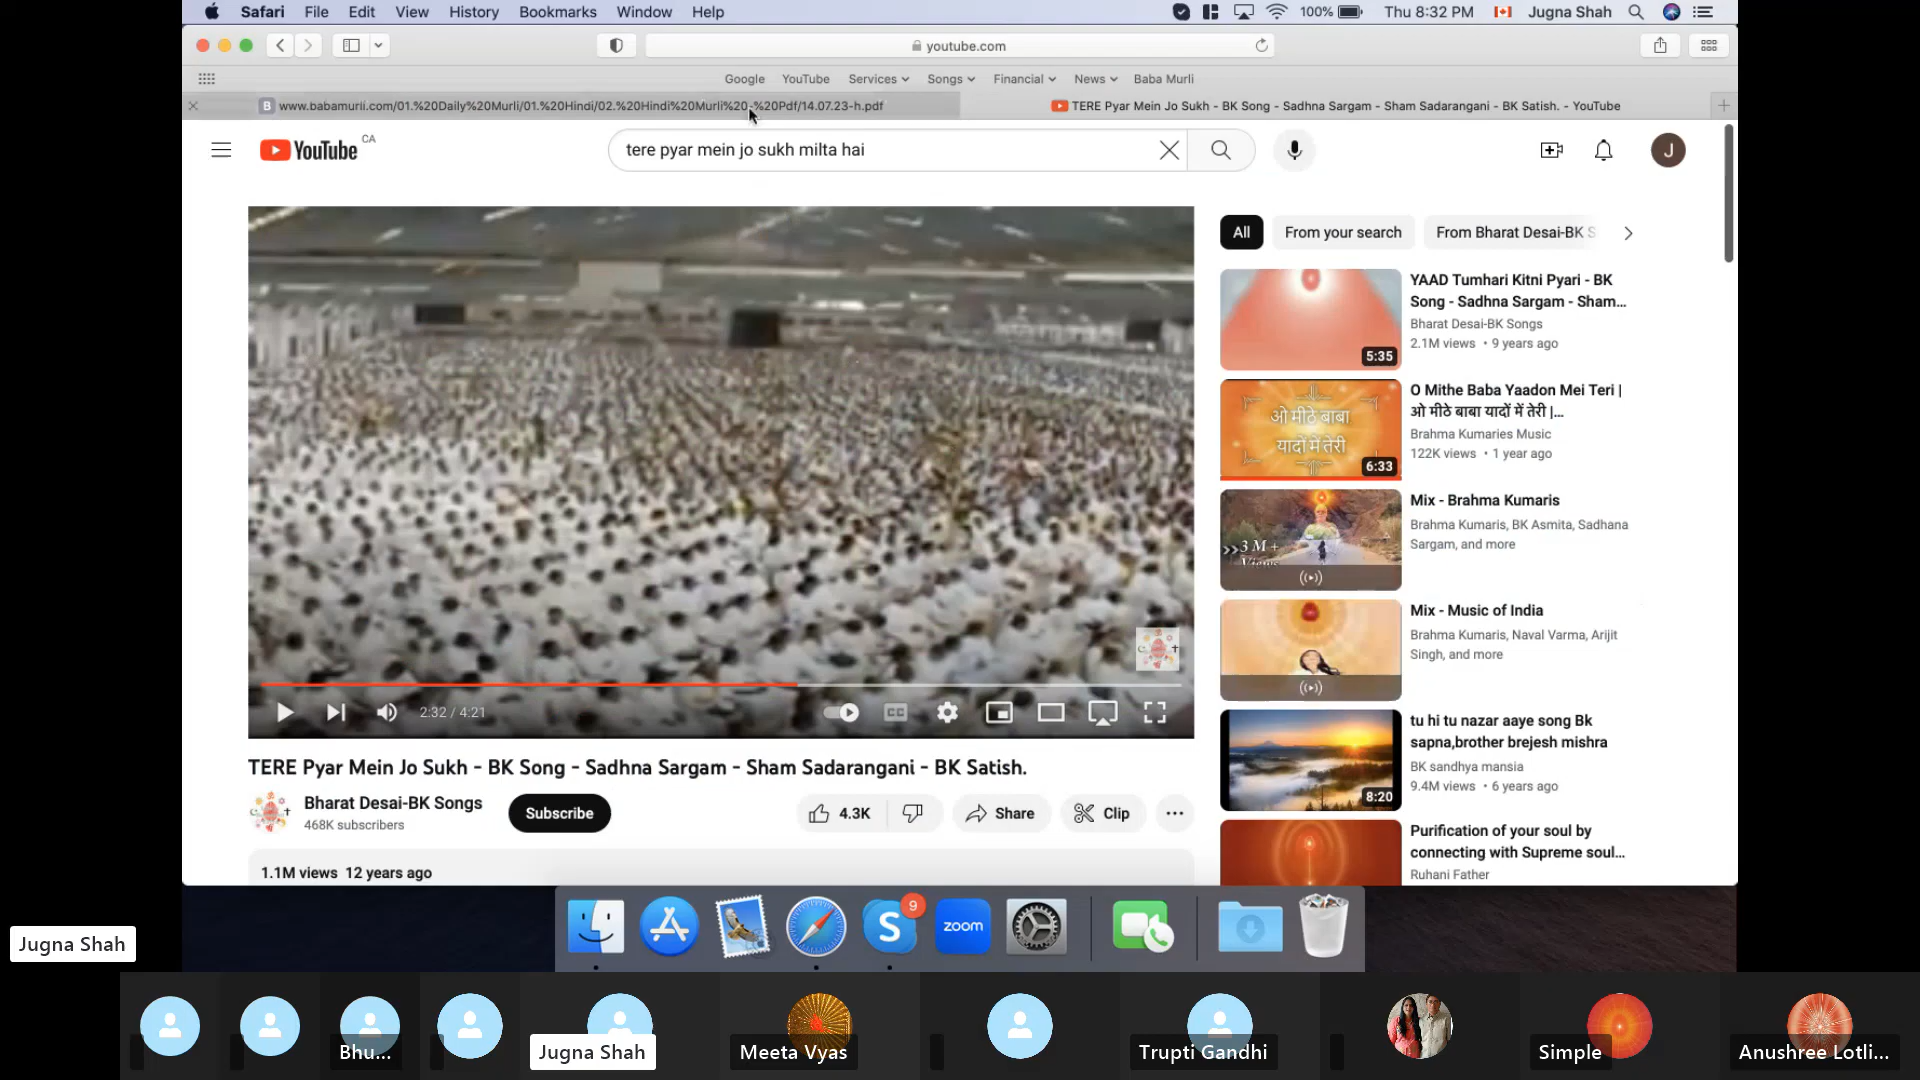 Safari File Edit View History Bookmarks Window Help 100% Thu 8:32 PM Jugna Shah
youtube.com
Google YouTube Services Songs Financial News Baba Murli
B www.babamurli.com/01.%20Daily%20Murli/01.%20Hindi/02.%20Hindi%20Murli%20-%20Pdf/14.07.23-h.pdf
TERE Pyar Mein Jo Sukh - BK Song - Sadhna Sargam - Sham Sadarangani - BK Satish. - YouTube
YouTube CA
tere pyar mein jo sukh milta hai
J
All From your search From Bharat Desai-BK S
YAAD Tumhari Kitni Pyari - BK
Song - Sadhna Sargam - Sham...
Bharat Desai-BK Songs
2.1M views • 9 years ago
5:35
O Mithe Baba Yaadon Mei Teri |
ओ मीठे बाबा यादों में तेरी |...
Brahma Kumaries Music
122K views • 1 year ago
ओ मीठे बाबा
यादों में तेरी
6:33
Mix - Brahma Kumaris
Brahma Kumaris, BK Asmita, Sadhana
Sargam, and more
3 M +
Views
Mix - Music of India
Brahma Kumaris, Naval Varma, Arijit
Singh, and more
tu hi tu nazar aaye song Bk
sapna,brother brejesh mishra
BK sandhya mansia
9.4M views • 6 years ago
8:20
Purification of your soul by
connecting with Supreme soul...
Ruhani Father
2:32 / 4:21
CC
TERE Pyar Mein Jo Sukh - BK Song - Sadhna Sargam - Sham Sadarangani - BK Satish.
Bharat Desai-BK Songs
468K subscribers
Subscribe
4.3K
Share
Clip
1.1M views 12 years ago
S
9
zoom
Jugna Shah
Bhu...
Jugna Shah
Meeta Vyas
Trupti Gandhi
Simple
Anushree Lotli...